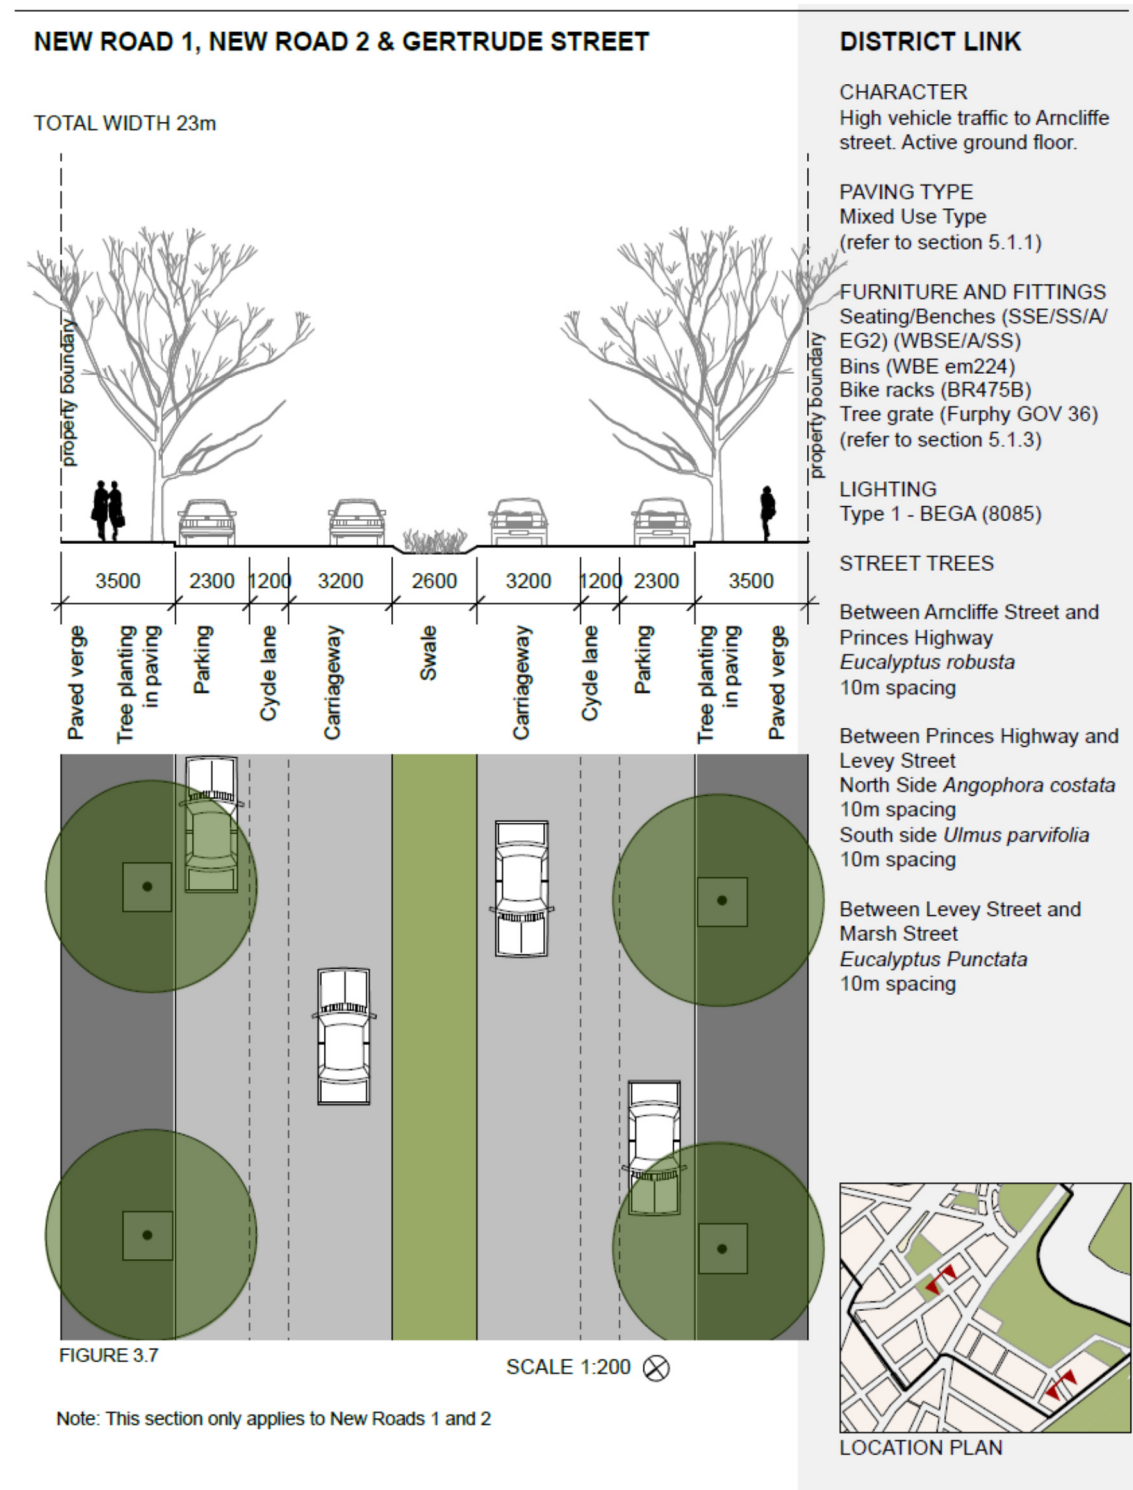 NEW ROAD 1, NEW ROAD 2 & GERTRUDE STREET
TOTAL WIDTH 23m
property boundary
property boundary
3500 2300 1200 3200 2600 3200 1200 2300 3500
Paved verge
Tree planting
in paving
Parking
Cycle lane
Carriageway
Swale
Carriageway
Cycle lane
Parking
Tree planting
in paving
Paved verge
FIGURE 3.7
SCALE 1:200
Note: This section only applies to New Roads 1 and 2
DISTRICT LINK
CHARACTER
High vehicle traffic to Arncliffe
street. Active ground floor.
PAVING TYPE
Mixed Use Type
(refer to section 5.1.1)
FURNITURE AND FITTINGS
Seating/Benches (SSE/SS/A/
EG2) (WBSE/A/SS)
Bins (WBE em224)
Bike racks (BR475B)
Tree grate (Furphy GOV 36)
(refer to section 5.1.3)
LIGHTING
Type 1 - BEGA (8085)
STREET TREES
Between Arncliffe Street and
Princes Highway
Eucalyptus robusta
10m spacing
Between Princes Highway and
Levey Street
North Side Angophora costata
10m spacing
South side Ulmus parvifolia
10m spacing
Between Levey Street and
Marsh Street
Eucalyptus Punctata
10m spacing
LOCATION PLAN